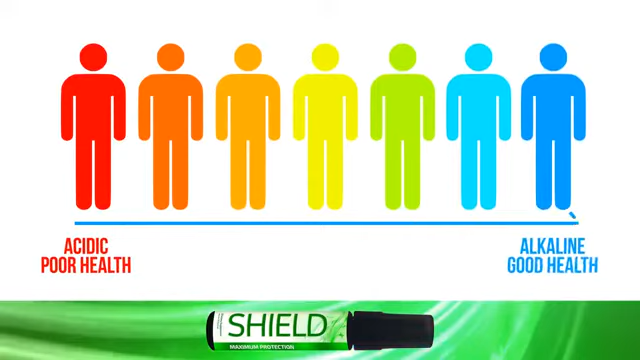 ACIDIC
POOR HEALTH
ALKALINE
GOOD HEALTH
SHIELD
MAXIMUM PROTECTION